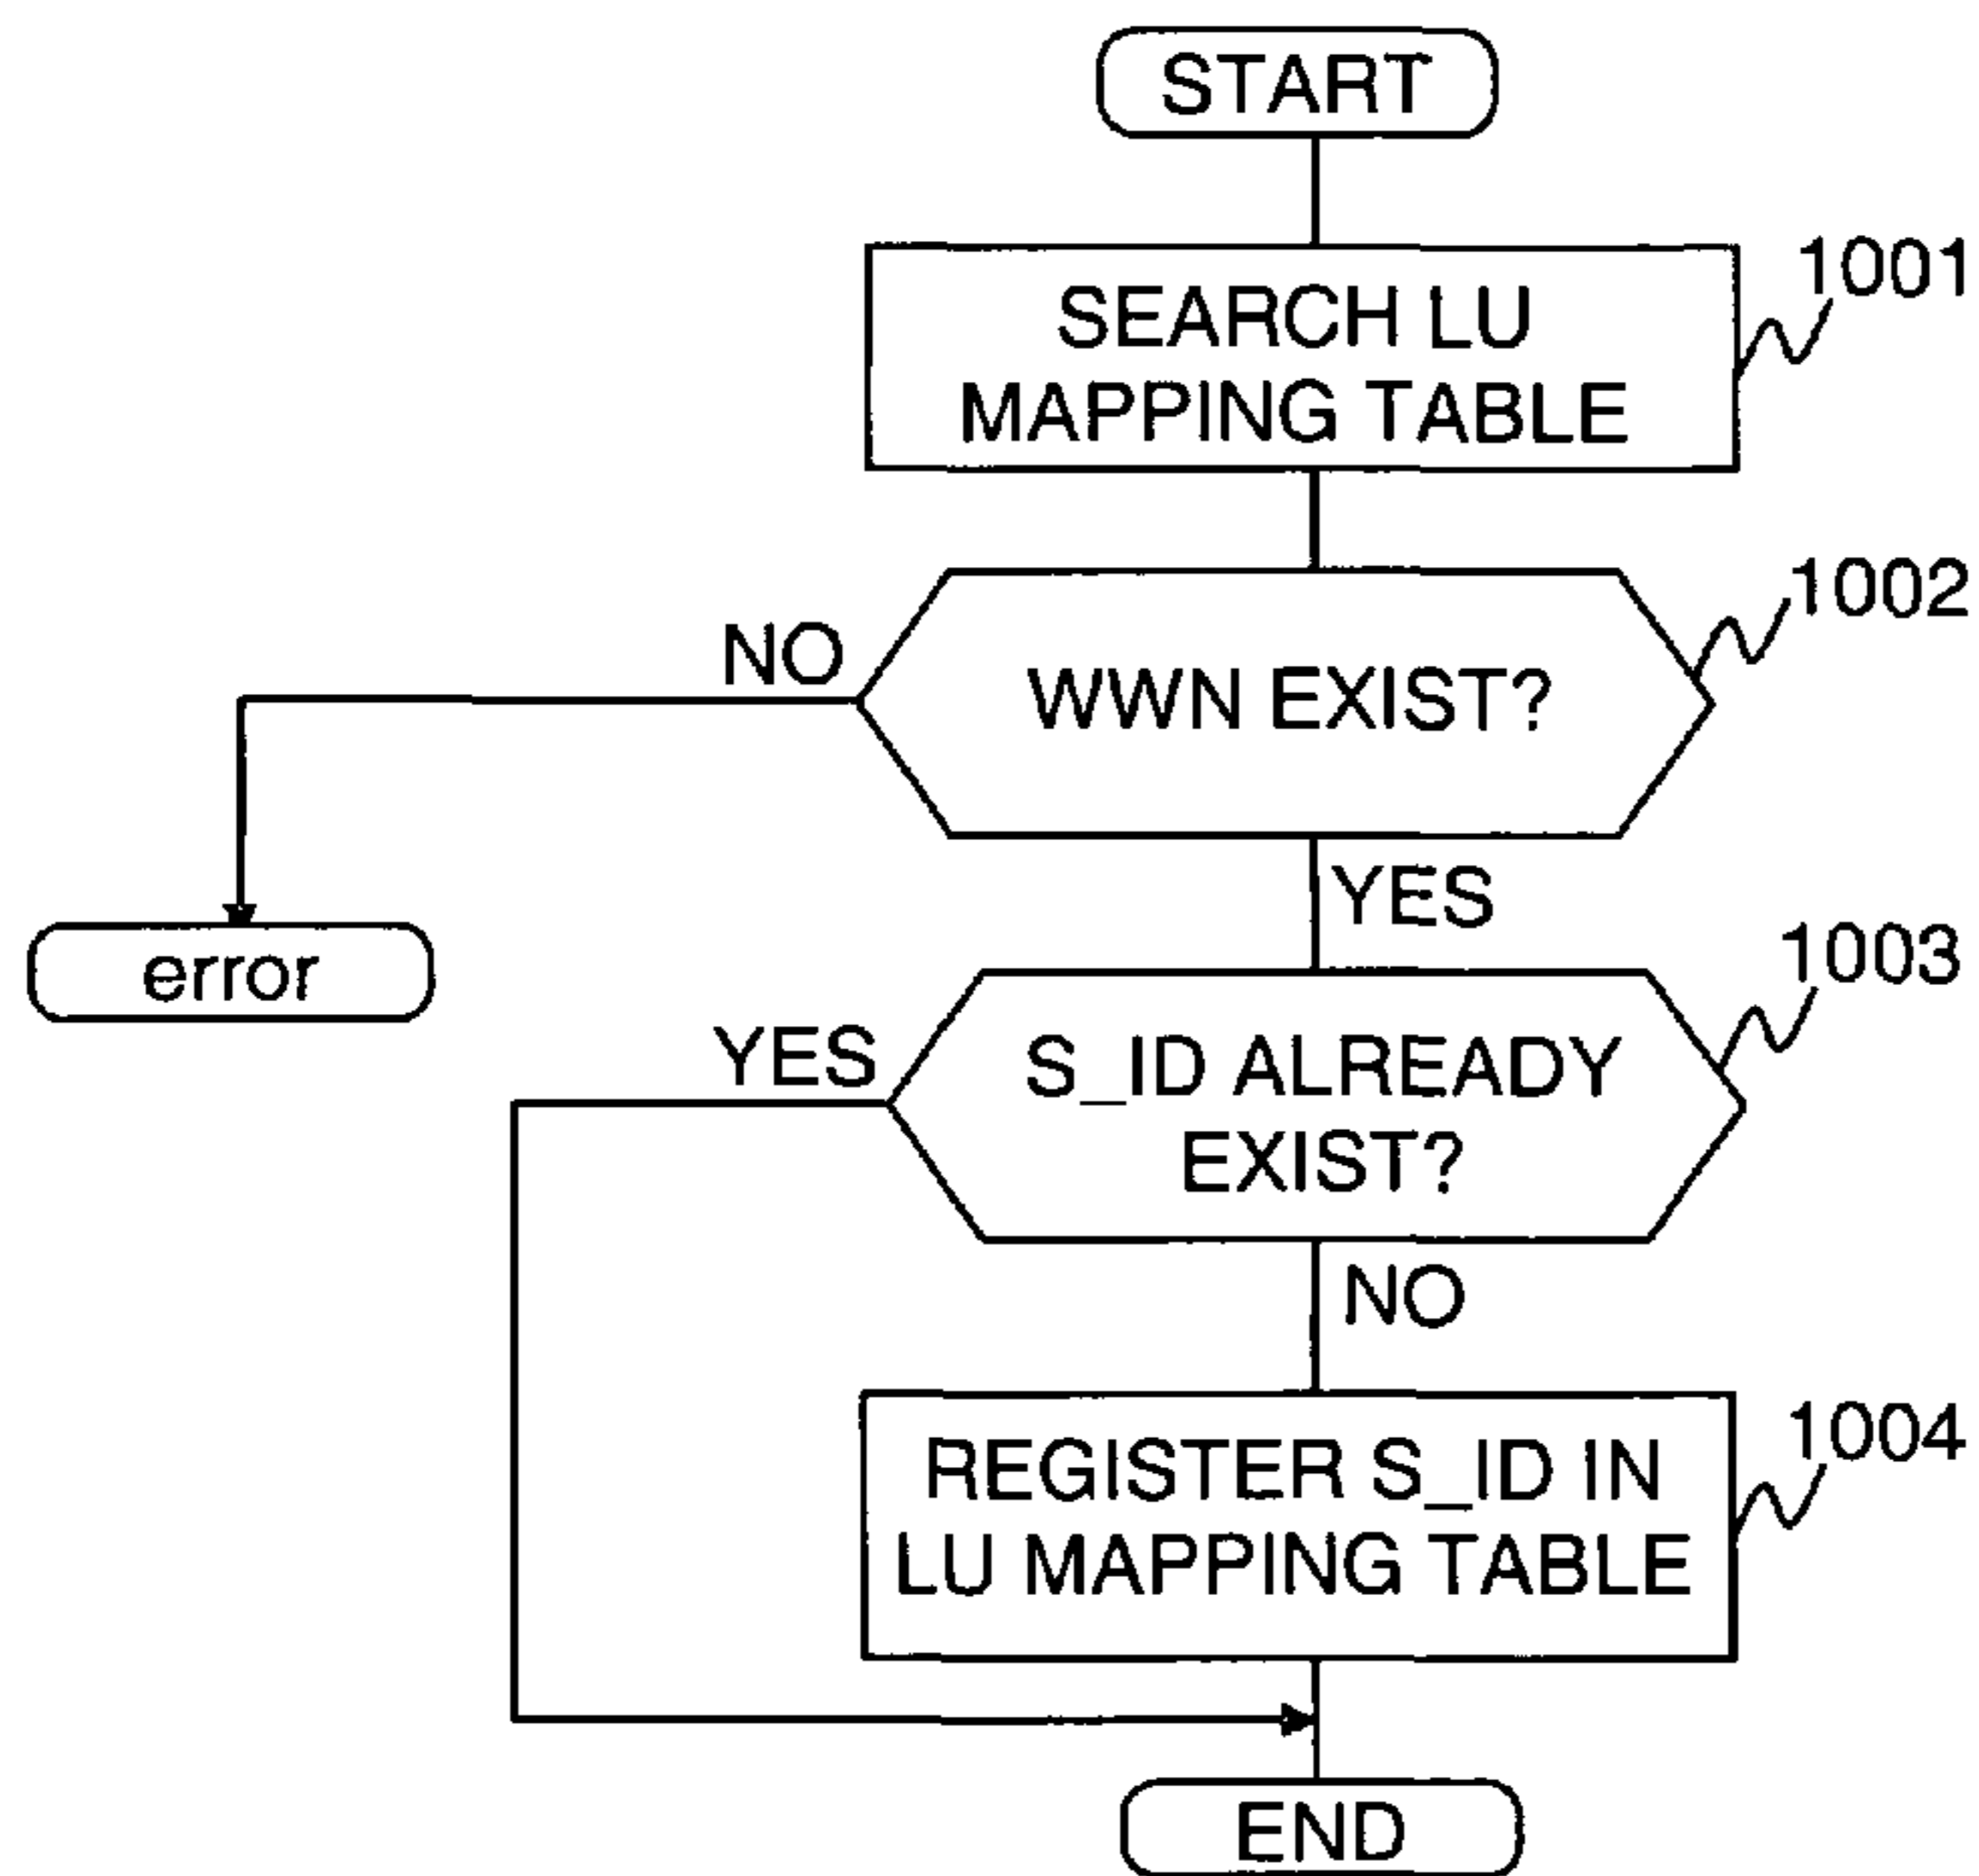 START
SEARCH LU
MAPPING TABLE
1001
WWN EXIST?
1002
NO
error
YES
S_ID ALREADY
EXIST?
1003
YES
NO
REGISTER S_ID IN
LU MAPPING TABLE
1004
END